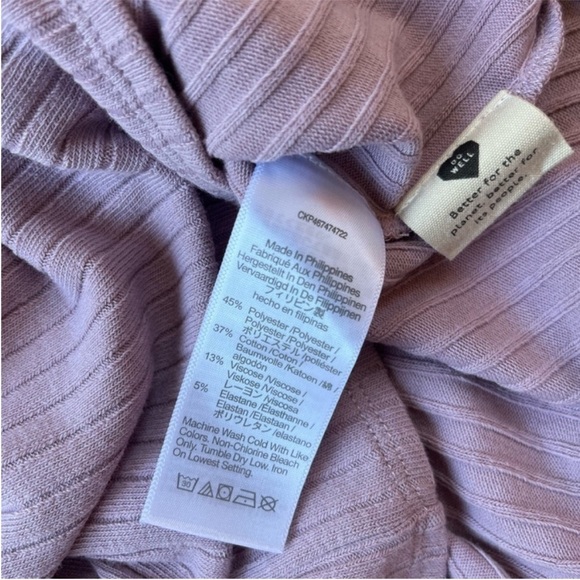 CKP467474722
Made In Philippines
Fabriqué Aux Philippines
Hergestellt In Den Philippinen
Vervaardigd In De Filippijnen
フィリピン製
hecho en filipinas
45% Polyester /Polyester /
Polyester /Polyester /
ポリエステル /poliéster
37% Cotton /Coton /
Baumwolle /Katoen /綿/
algodón
13% Viscose /Viscose /
Viskose /Viscose /
レーヨン /viscosa
5% Elastane /Élasthanne /
Elastan /Elastaan /
ポリウレタン /elastano
Machine Wash Cold With Like
Colors. Non-Chlorine Bleach
Only. Tumble Dry Low. Iron
On Lowest Setting.
DO
WELL
Better for the
planet, better for
its people.